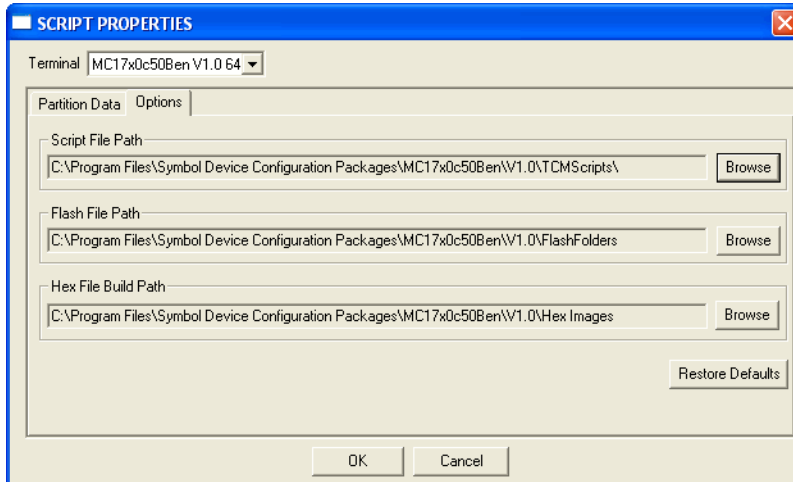 SCRIPT PROPERTIES
Terminal MC17x0c50Ben V1.0 64
Partition Data Options
Script File Path
C:\Program Files\Symbol Device Configuration Packages\MC17x0c50Ben\V1.0\TCMScripts\ Browse
Flash File Path
C:\Program Files\Symbol Device Configuration Packages\MC17x0c50Ben\V1.0\FlashFolders Browse
Hex File Build Path
C:\Program Files\Symbol Device Configuration Packages\MC17x0c50Ben\V1.0\Hex Images Browse
Restore Defaults
OK Cancel